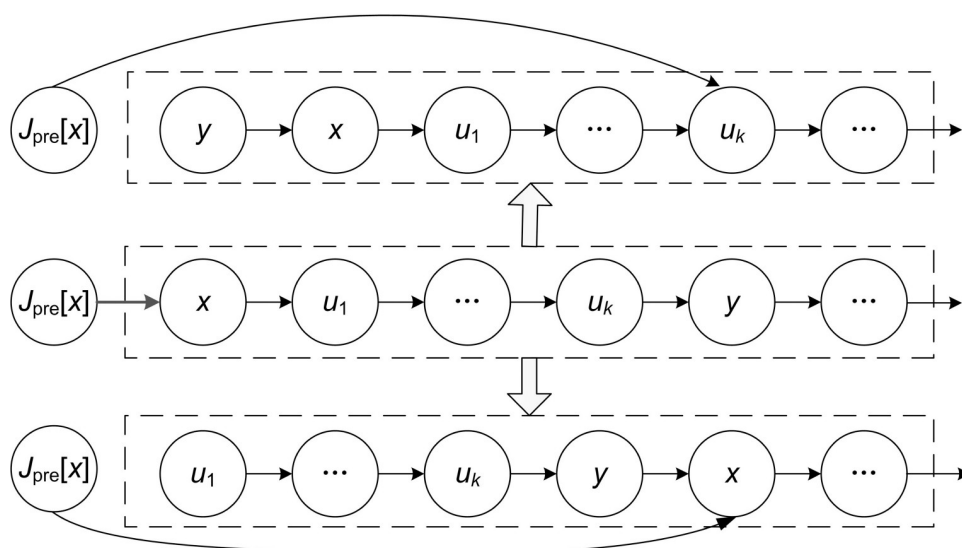 J_pre[x] y x u_1 ... u_k ...
J_pre[x] x u_1 ... u_k y ...
J_pre[x] u_1 ... u_k y x ...